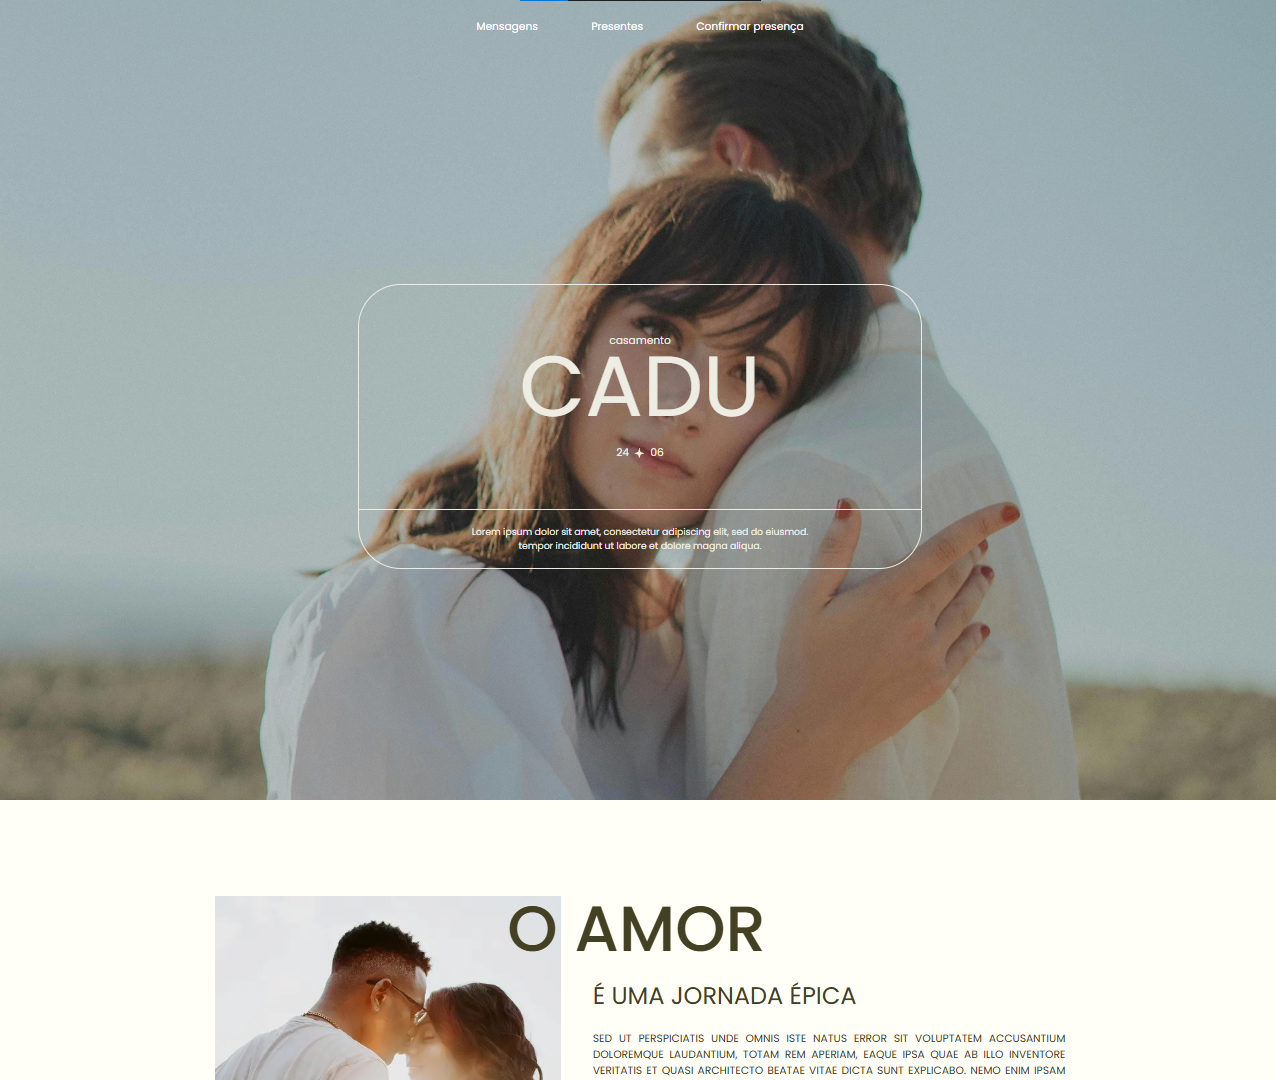 Mensagens Presentes Confirmar presença
casamento
CADU
24 06
Lorem ipsum dolor sit amet, consectetur adipiscing elit, sed do eiusmod.
tempor incididunt ut labore et dolore magna aliqua.
O AMOR
É UMA JORNADA ÉPICA
SED UT PERSPICIATIS UNDE OMNIS ISTE NATUS ERROR SIT VOLUPTATEM ACCUSANTIUM
DOLOREMQUE LAUDANTIUM, TOTAM REM APERIAM, EAQUE IPSA QUAE AB ILLO INVENTORE
VERITATIS ET QUASI ARCHITECTO BEATAE VITAE DICTA SUNT EXPLICABO. NEMO ENIM IPSAM